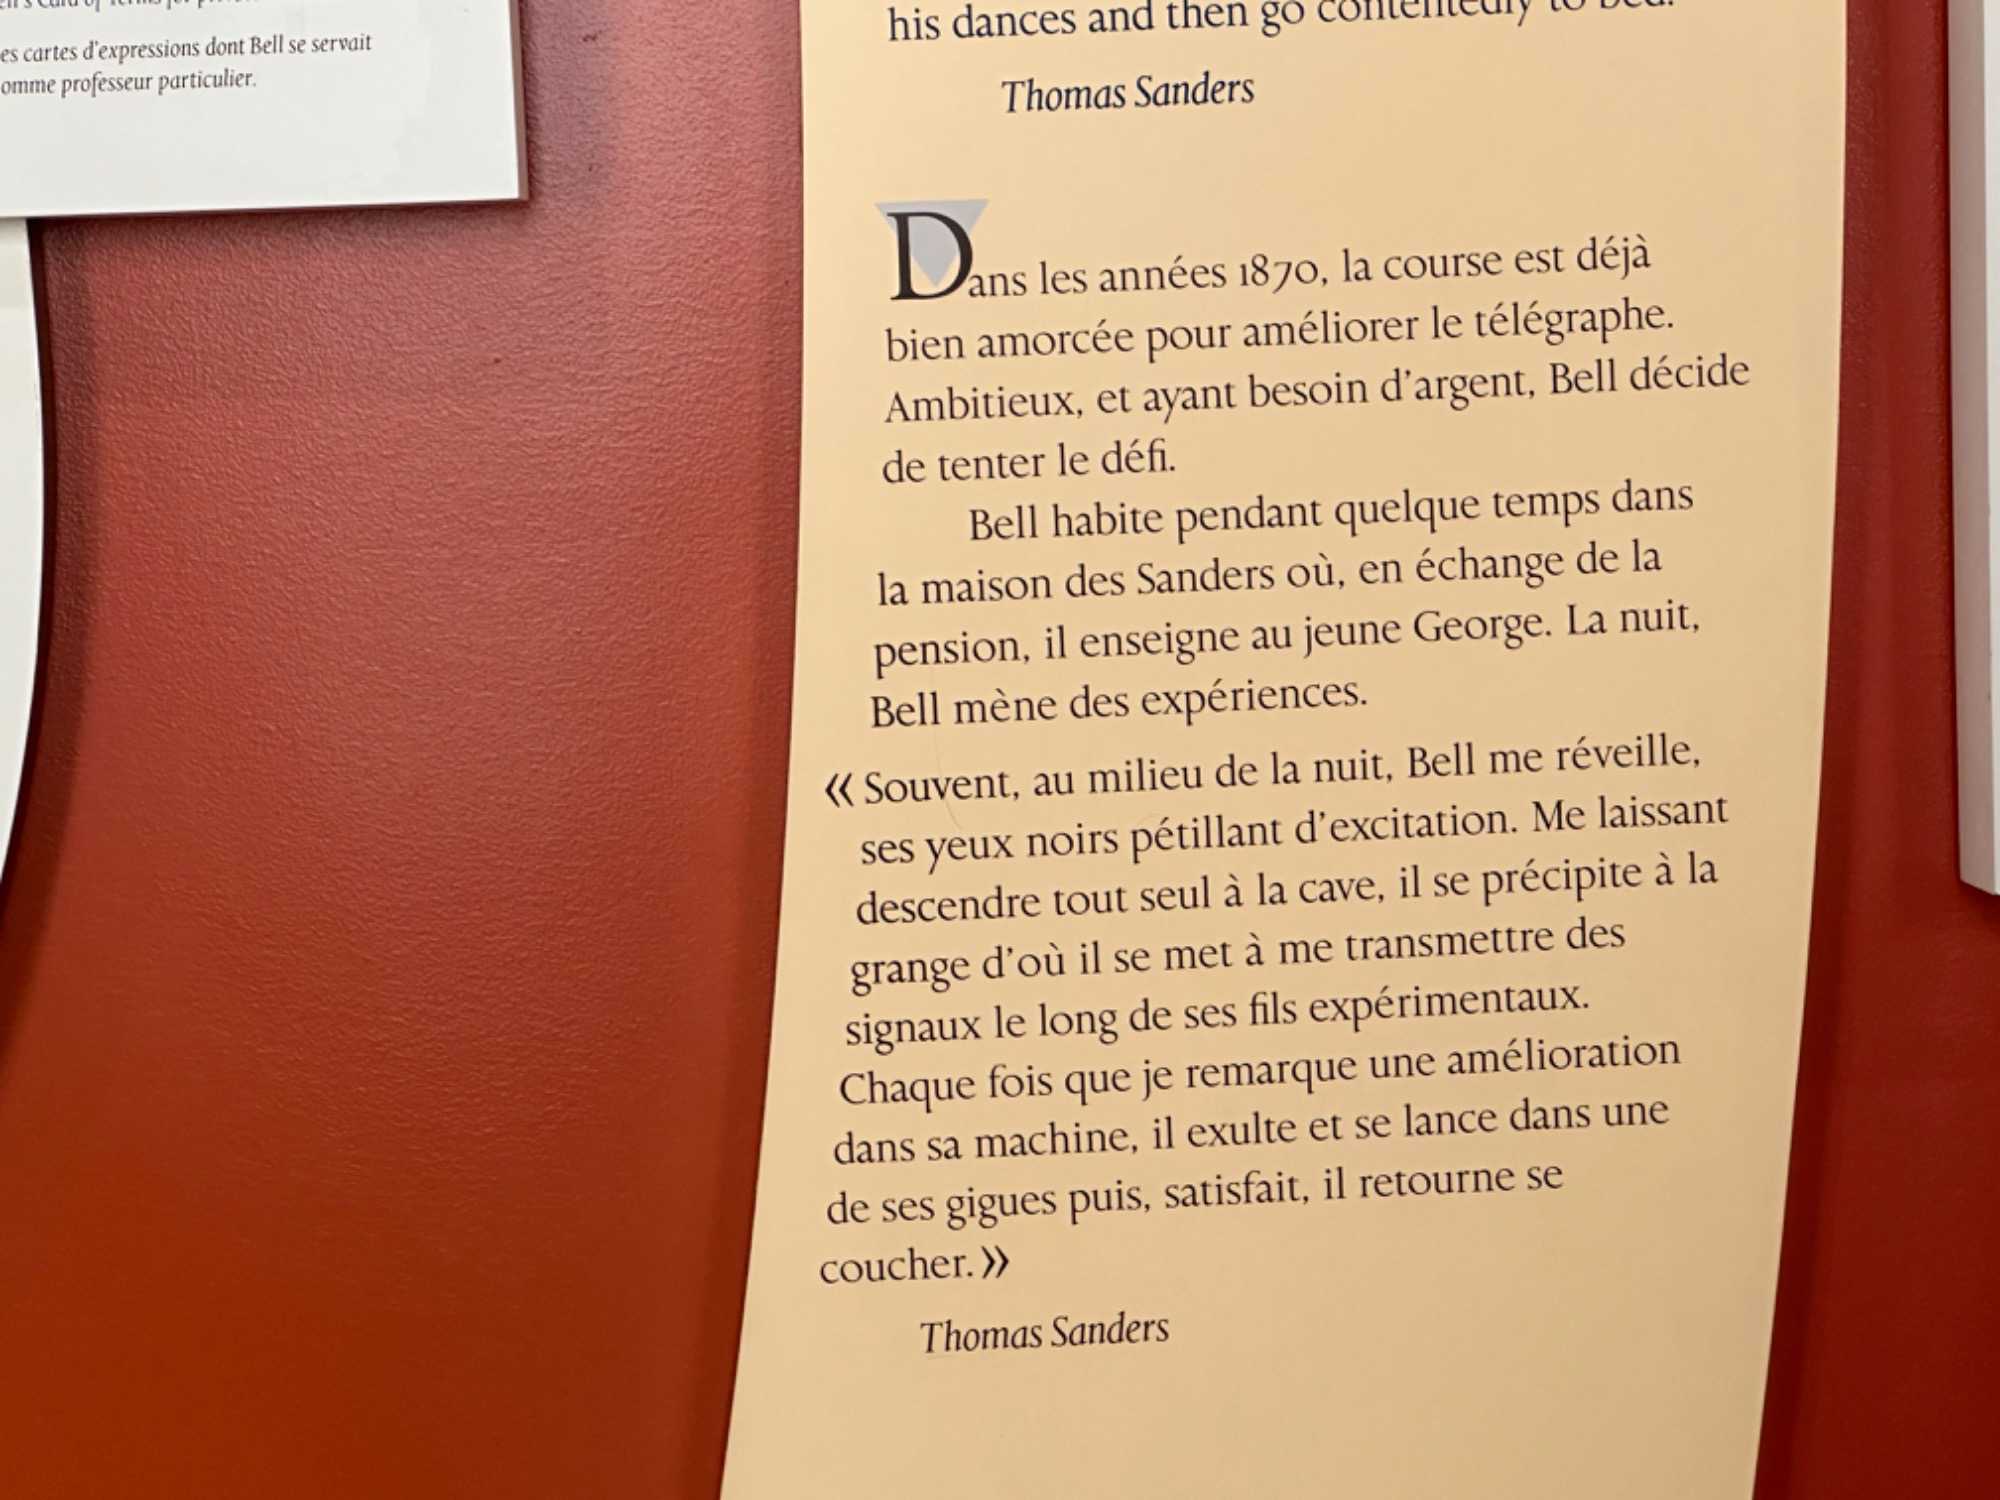 es cartes d'expressions dont Bell se servait
omme professeur particulier.
his dances and then go contentedly to bed.
Thomas Sanders
Dans les années 1870, la course est déjà
bien amorcée pour améliorer le télégraphe.
Ambitieux, et ayant besoin d'argent, Bell décide
de tenter le défi.
Bell habite pendant quelque temps dans
la maison des Sanders où, en échange de la
pension, il enseigne au jeune George. La nuit,
Bell mène des expériences.
« Souvent, au milieu de la nuit, Bell me réveille,
ses yeux noirs pétillant d'excitation. Me laissant
descendre tout seul à la cave, il se précipite à la
grange d'où il se met à me transmettre des
signaux le long de ses fils expérimentaux.
Chaque fois que je remarque une amélioration
dans sa machine, il exulte et se lance dans une
de ses gigues puis, satisfait, il retourne se
coucher. »
Thomas Sanders